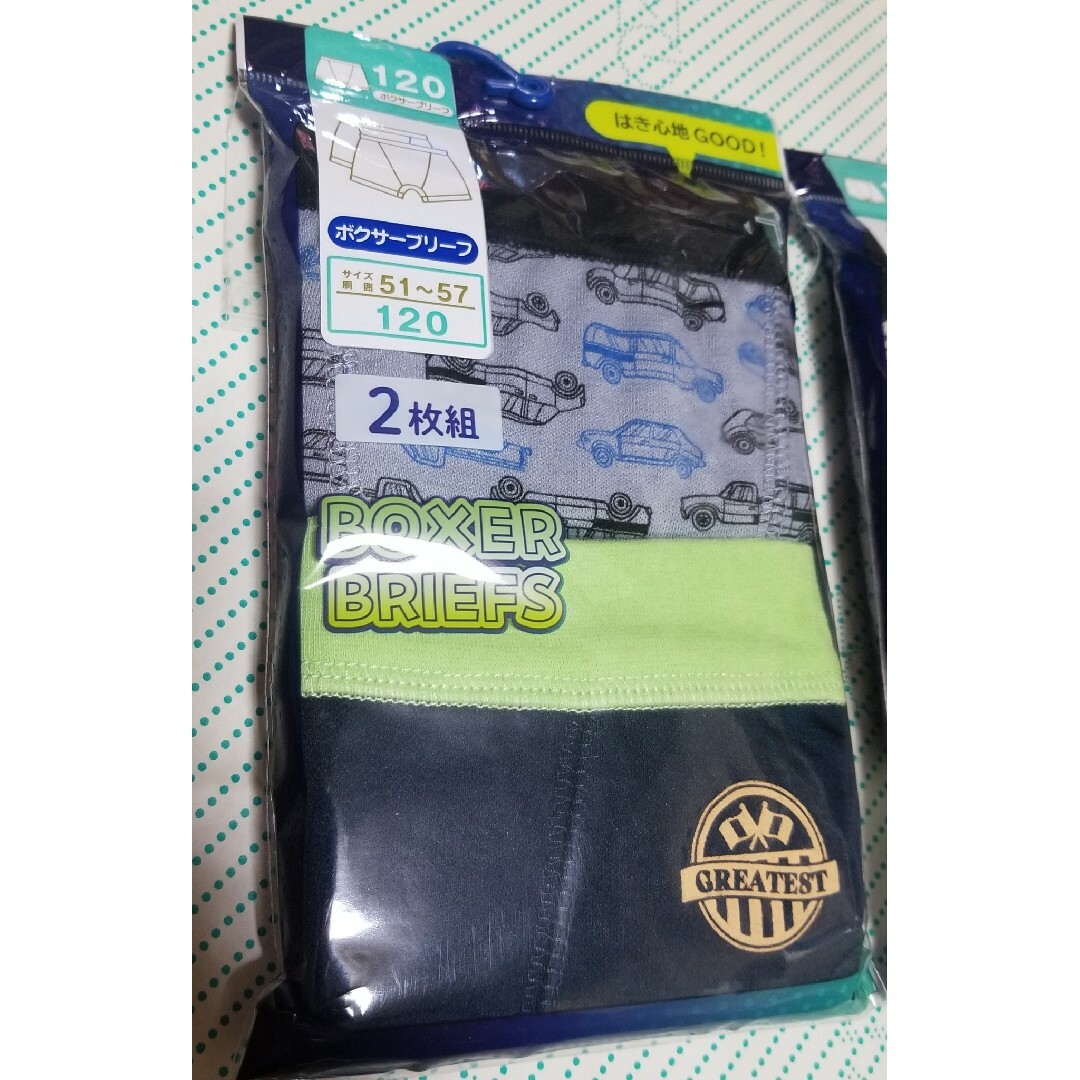 120
ボクサーブリーフ
はき心地 GOOD!
ボクサーブリーフ
サイズ
胴囲 51~57
120
2枚組
BOXER
BRIEFS
GREATEST